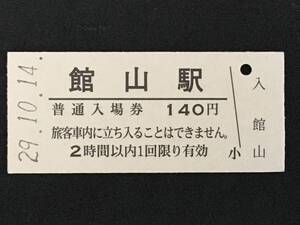 29.10.14.
館山駅
普通入場券 140円
旅客車内に立ち入ることはできません。
2時間以内1回限り有効
小
入館山